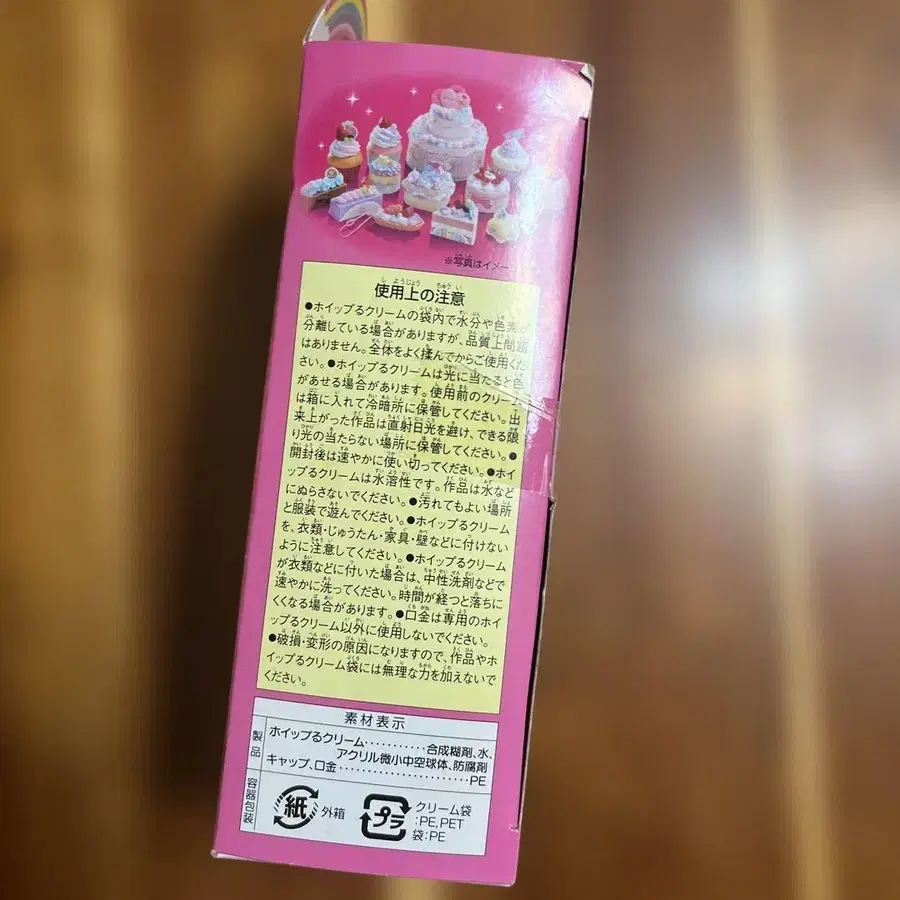 ※写真はイメー
使用上の注意
●ホイップるクリームの袋内で水分や色素が
分離している場合がありますが、品質上問題
はありません。全体をよく揉んでからご使用くだ
さい。●ホイップるクリームは光に当たると色
があせる場合があります。使用前のクリーム
は箱に入れて冷暗所に保管してください。出
来上がった作品は直射日光を避け、できる限
り光の当たらない場所に保管してください。●
開封後は速やかに使い切ってください。●ホイ
ップるクリームは水溶性です。作品は水など
にぬらさないでください。●汚れてもよい場所
と服装で遊んでください。●ホイップるクリーム
を、衣類・じゅうたん・家具・壁などに付けない
ように注意してください。●ホイップるクリーム
が衣類などに付いた場合は、中性洗剤などで
速やかに洗ってください。時間が経つと落ちに
くくなる場合があります。●口金は専用のホイ
ップるクリーム以外に使用しないでください。
●破損・変形の原因になりますので、作品やホ
イップるクリーム袋には無理な力を加えないで
ください。
素材表示
製品
ホイップるクリーム・・・・・・・・・・・合成糊剤、水、
アクリル微小中空球体、防腐剤
キャップ、口金・・・・・・・・・・・・・・・・・・・・・・PE
容器包装
紙 外箱
プラ クリーム袋
:PE,PET
袋:PE